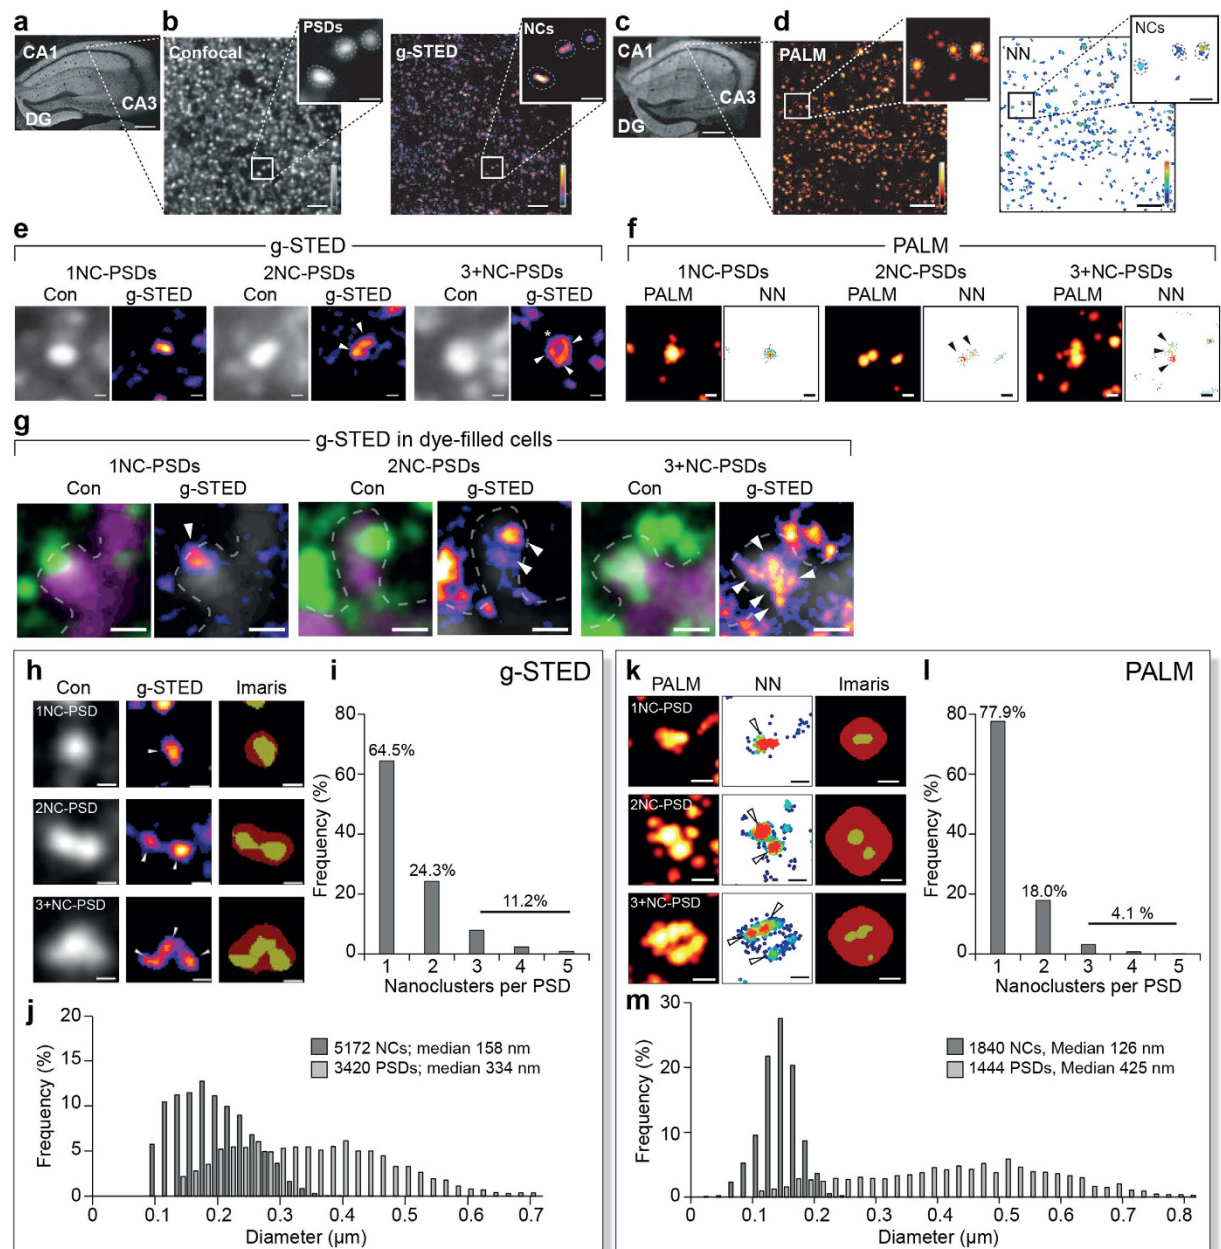 a
CA1
CA3
DG
b
Confocal
PSDs
g-STED
NCs
c
CA1
CA3
DG
d
PALM
NN
NCs
e
g-STED
1NC-PSDs
2NC-PSDs
3+NC-PSDs
Con
g-STED
Con
g-STED
Con
g-STED
*
f
PALM
1NC-PSDs
2NC-PSDs
3+NC-PSDs
PALM
NN
PALM
NN
PALM
NN
g
g-STED in dye-filled cells
1NC-PSDs
2NC-PSDs
3+NC-PSDs
Con
g-STED
Con
g-STED
Con
g-STED
h
Con
g-STED
Imaris
1NC-PSD
2NC-PSD
3+NC-PSD
i
g-STED
Frequency (%)
80
60
40
20
0
64.5%
24.3%
11.2%
1 2 3 4 5
Nanoclusters per PSD
j
Frequency (%)
20
15
10
5
0
5172 NCs; median 158 nm
3420 PSDs; median 334 nm
0 0.1 0.2 0.3 0.4 0.5 0.6 0.7
Diameter (µm)
k
PALM
NN
Imaris
1NC-PSD
2NC-PSD
3+NC-PSD
l
PALM
Frequency (%)
80
60
40
20
0
77.9%
18.0%
4.1 %
1 2 3 4 5
Nanoclusters per PSD
m
Frequency (%)
30
20
10
0
1840 NCs, Median 126 nm
1444 PSDs, Median 425 nm
0 0.1 0.2 0.3 0.4 0.5 0.6 0.7 0.8
Diameter (µm)